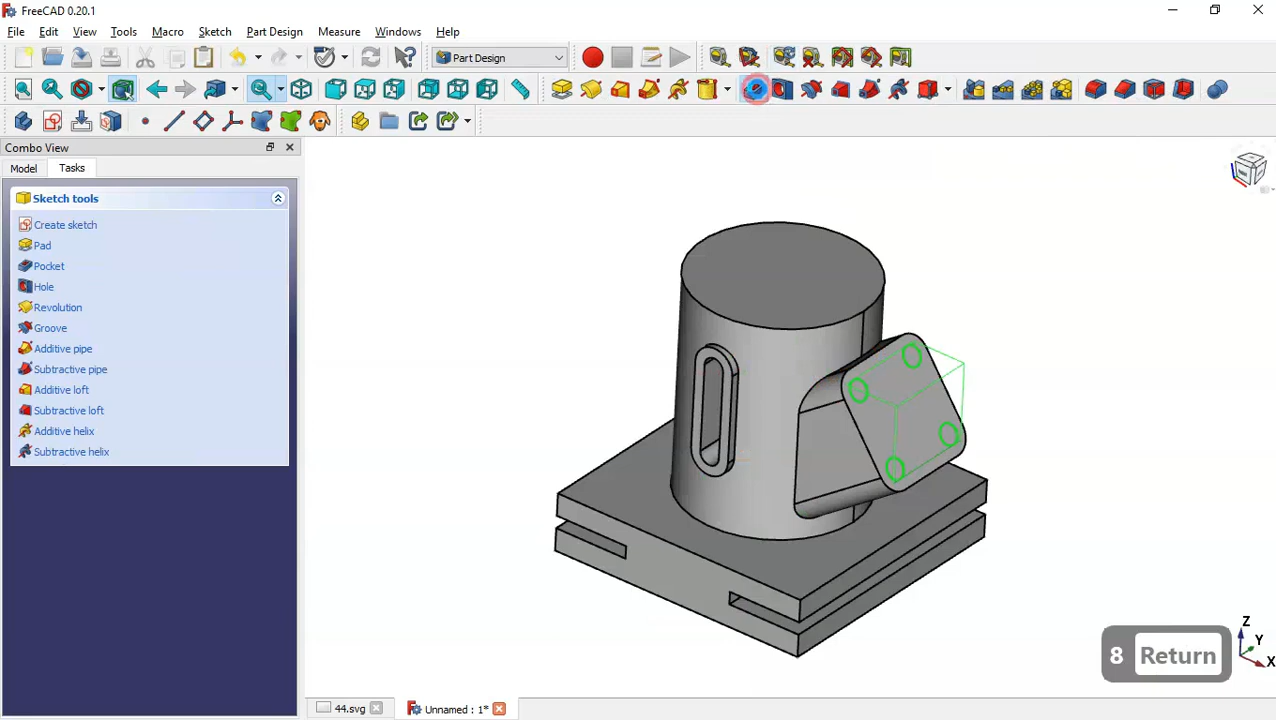 FreeCAD 0.20.1
File Edit View Tools Macro Sketch Part Design Measure Windows Help
Part Design
Combo View
Model Tasks
Sketch tools
Create sketch
Pad
Pocket
Hole
Revolution
Groove
Additive pipe
Subtractive pipe
Additive loft
Subtractive loft
Additive helix
Subtractive helix
8 Return
Z
Y
X
44.svg Unnamed : 1*